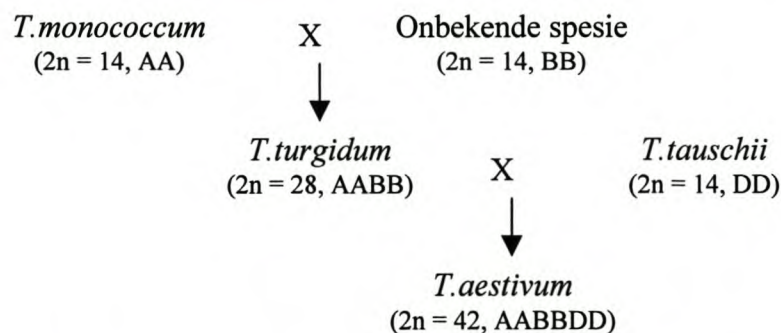 T.monococcum X Onbekende spesie
(2n = 14, AA) (2n = 14, BB)
T.turgidum X T.tauschii
(2n = 28, AABB) (2n = 14, DD)
T.aestivum
(2n = 42, AABBDD)